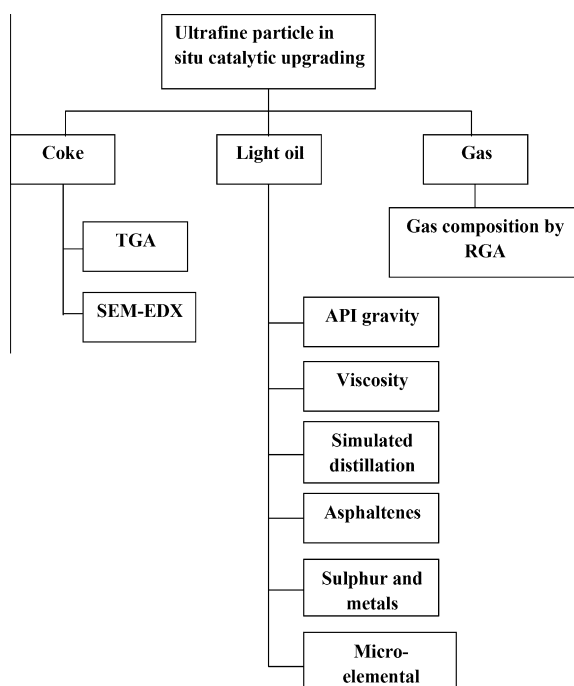 Ultrafine particle in
situ catalytic upgrading
Coke
Light oil
Gas
TGA
SEM-EDX
Gas composition by
RGA
API gravity
Viscosity
Simulated
distillation
Asphaltenes
Sulphur and
metals
Micro-
elemental